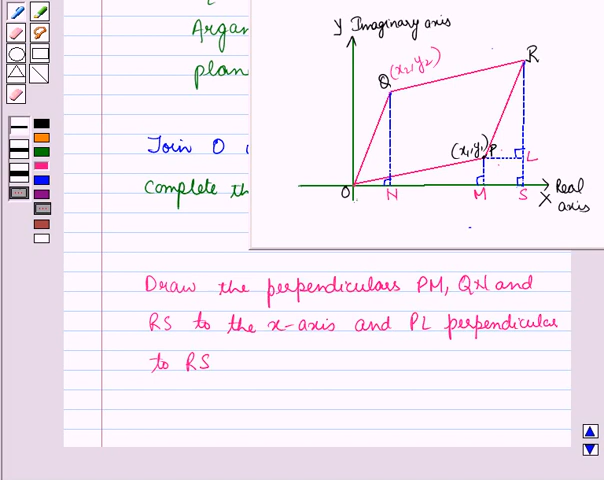 Argan
plan
Join O
Complete the
Y Imaginary axis
R
Q (x₂, y₂)
(x₁, y₁) P
L
O
N
M
S
X
Real
axis
Draw the perpendiculars PM, QN and
RS to the x-axis and PL perpendicular
to RS